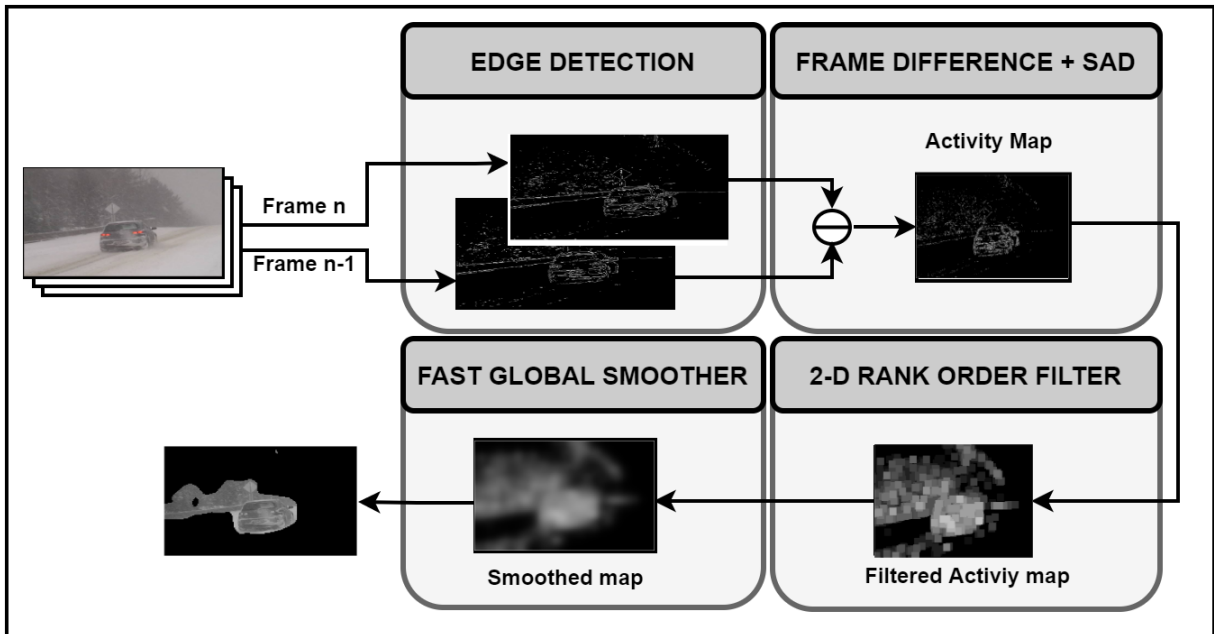 EDGE DETECTION
FRAME DIFFERENCE + SAD
Activity Map
Frame n
Frame n-1
FAST GLOBAL SMOOTHER
2-D RANK ORDER FILTER
Smoothed map
Filtered Activiy map